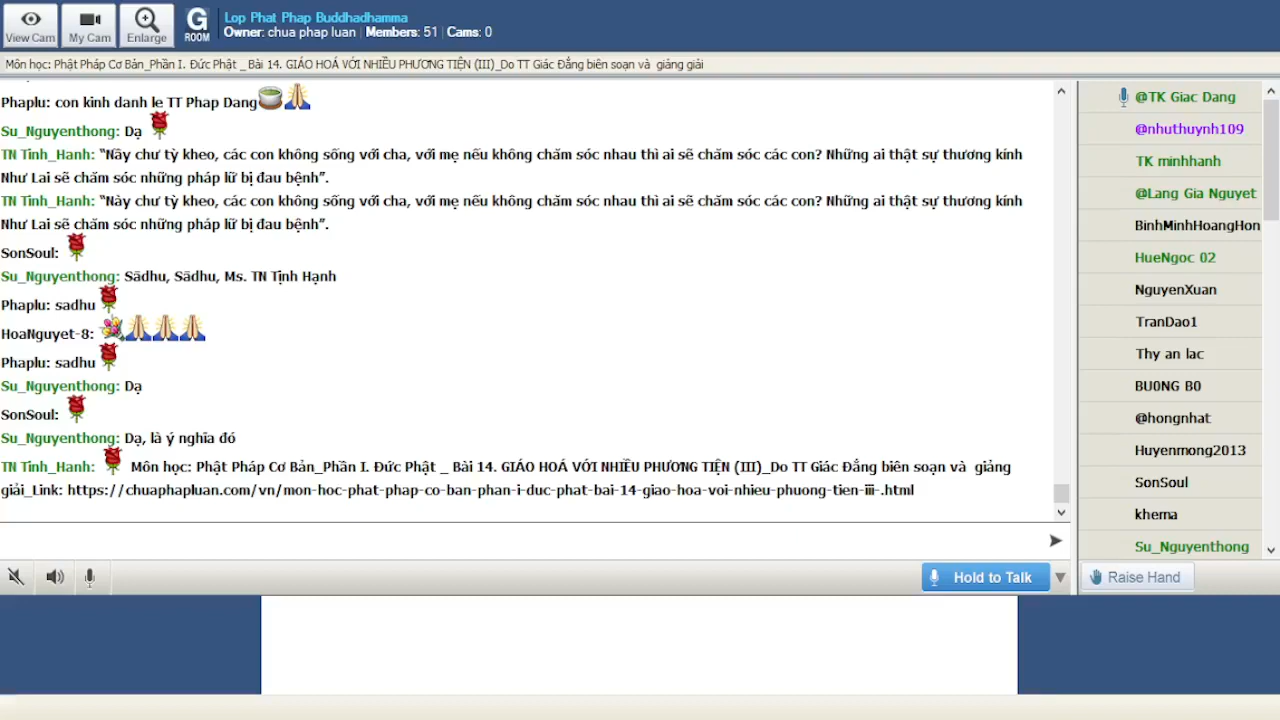 View Cam
My Cam
Enlarge
G
ROOM
Lop Phat Phap Buddhadhamma
Owner: chua phap luan | Members: 51 | Cams: 0
Môn học: Phật Pháp Cơ Bản_Phần I. Đức Phật _ Bài 14. GIÁO HOÁ VỚI NHIỀU PHƯƠNG TIỆN (III)_Do TT Giác Đẳng biên soạn và giảng giải
Phaplu: con kinh danh le TT Phap Dang
Su_Nguyenthong: Dạ
TN Tinh_Hanh: “Nầy chư tỳ kheo, các con không sống với cha, với mẹ nếu không chăm sóc nhau thì ai sẽ chăm sóc các con? Những ai thật sự thương kính
Như Lai sẽ chăm sóc những pháp lữ bị đau bệnh”.
TN Tinh_Hanh: “Này chư tỳ kheo, các con không sống với cha, với mẹ nếu không chăm sóc nhau thì ai sẽ chăm sóc các con? Những ai thật sự thương kính
Như Lai sẽ chăm sóc những pháp lữ bị đau bệnh”.
SonSoul:
Su_Nguyenthong: Sādhu, Sādhu, Ms. TN Tịnh Hạnh
Phaplu: sadhu
HoaNguyet-8:
Phaplu: sadhu
Su_Nguyenthong: Dạ
SonSoul:
Su_Nguyenthong: Dạ, là ý nghĩa đó
TN Tinh_Hanh: Môn học: Phật Pháp Cơ Bản_Phần I. Đức Phật _ Bài 14. GIÁO HOÁ VỚI NHIỀU PHƯƠNG TIỆN (III)_Do TT Giác Đẳng biên soạn và giảng
giải_Link: https://chuaphapluan.com/vn/mon-hoc-phat-phap-co-ban-phan-i-duc-phat-bai-14-giao-hoa-voi-nhieu-phuong-tien-iii-.html
@TK Giac Dang
@nhuthuynh109
TK minhhanh
@Lang Gia Nguyet
BinhMinhHoangHon
HueNgoc 02
NguyenXuan
TranDao1
Thy an lac
BU0NG B0
@hongnhat
Huyenmong2013
SonSoul
khema
Su_Nguyenthong
Hold to Talk
Raise Hand